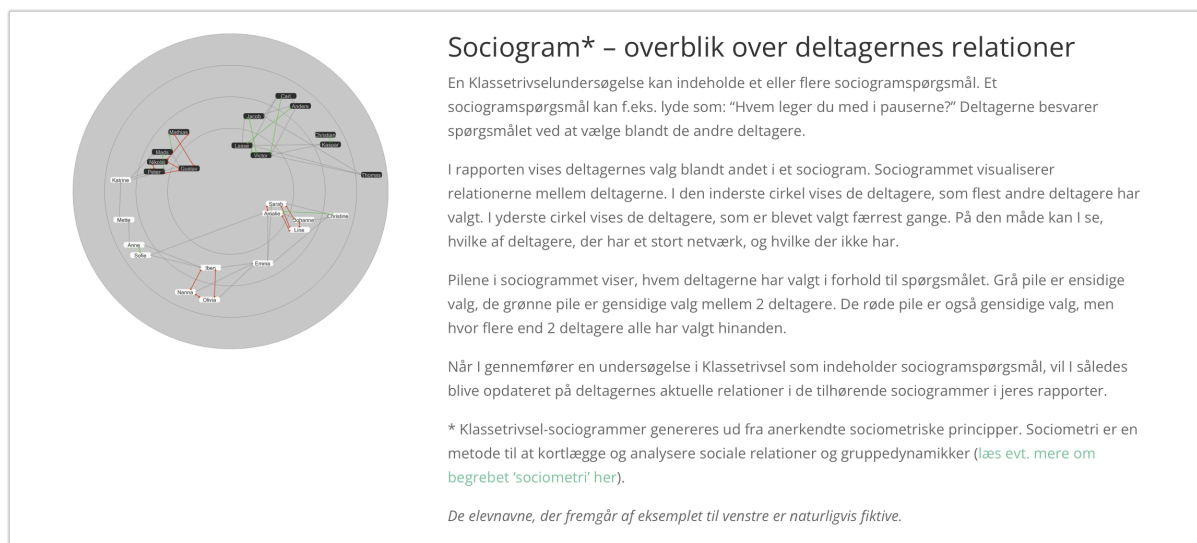 Sociogram* – overblik over deltagernes relationer
En Klassetrivselundersøgelse kan indeholde et eller flere sociogramspørgsmål. Et
sociogramspørgsmål kan f.eks. lyde som: “Hvem leger du med i pauserne?” Deltagerne besvarer
spørgsmålet ved at vælge blandt de andre deltagere.
I rapporten vises deltagernes valg blandt andet i et sociogram. Sociogrammet visualiserer
relationerne mellem deltagerne. I den inderste cirkel vises de deltagere, som flest andre deltagere har
valgt. I yderste cirkel vises de deltagere, som er blevet valgt færrest gange. På den måde kan I se,
hvilke af deltagere, der har et stort netværk, og hvilke der ikke har.
Pilene i sociogrammet viser, hvem deltagerne har valgt i forhold til spørgsmålet. Grå pile er ensidige
valg, de grønne pile er gensidige valg mellem 2 deltagere. De røde pile er også gensidige valg, men
hvor flere end 2 deltagere alle har valgt hinanden.
Når I gennemfører en undersøgelse i Klassetrivsel som indeholder sociogramspørgsmål, vil I således
blive opdateret på deltagernes aktuelle relationer i de tilhørende sociogrammer i jeres rapporter.
* Klassetrivsel-sociogrammer genereres ud fra anerkendte sociometriske principper. Sociometri er en
metode til at kortlægge og analysere sociale relationer og gruppedynamikker (læs evt. mere om
begrebet ‘sociometri’ her).
De elevnavne, der fremgår af eksemplet til venstre er naturligvis fiktive.
Carl
Anders
Jacob
Mathias
Christian
Lasse
Kasper
Mads
Victor
Nikolaj
Gustav
Peter
Thomas
Katrine
Sarah
Amalie
Christine
Mette
Johanne
Line
Anne
Sofie
Emma
Iben
Nanna
Olivia